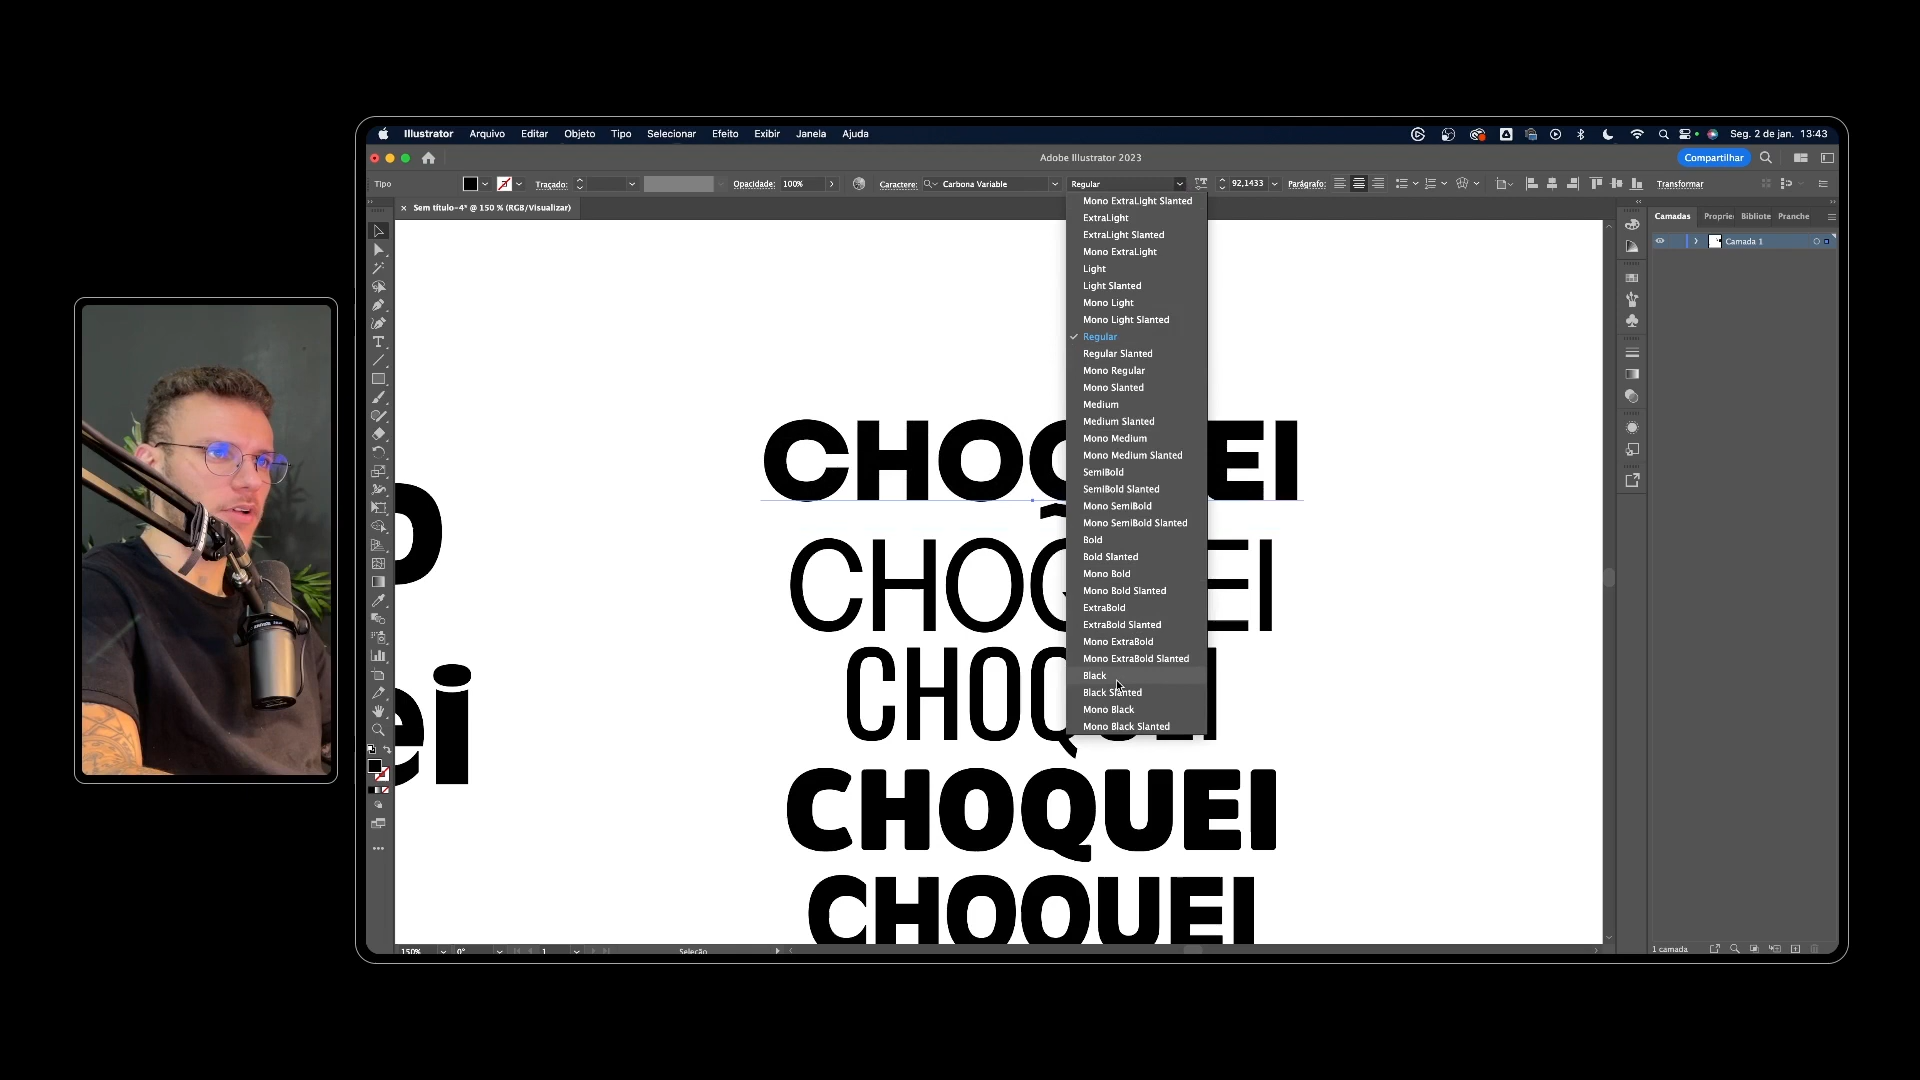 Illustrator Arquivo Editar Objeto Tipo Selecionar Efeito Exibir Janela Ajuda
Seg. 2 de jan. 13:43
Adobe Illustrator 2023
Compartilhar
Tipo
Traçado:
Opacidade: 100%
Caractere: Carbona Variable
Regular
92,1433
Parágrafo:
Transformar
× Sem título-4* @ 150 % (RGB/Visualizar)
Mono ExtraLight Slanted
ExtraLight
ExtraLight Slanted
Mono ExtraLight
Light
Light Slanted
Mono Light
Mono Light Slanted
Regular
Regular Slanted
Mono Regular
Mono Slanted
Medium
Medium Slanted
Mono Medium
Mono Medium Slanted
SemiBold
SemiBold Slanted
Mono SemiBold
Mono SemiBold Slanted
Bold
Bold Slanted
Mono Bold
Mono Bold Slanted
ExtraBold
ExtraBold Slanted
Mono ExtraBold
Mono ExtraBold Slanted
Black
Black Slanted
Mono Black
Mono Black Slanted
CHOQUEI
CHOQUEI
CHOQUEI
CHOQUEI
CHOQUEI
ei
Camadas Proprie Bibliote Pranche
Camada 1
150%
0°
1
Seleção
1 camada